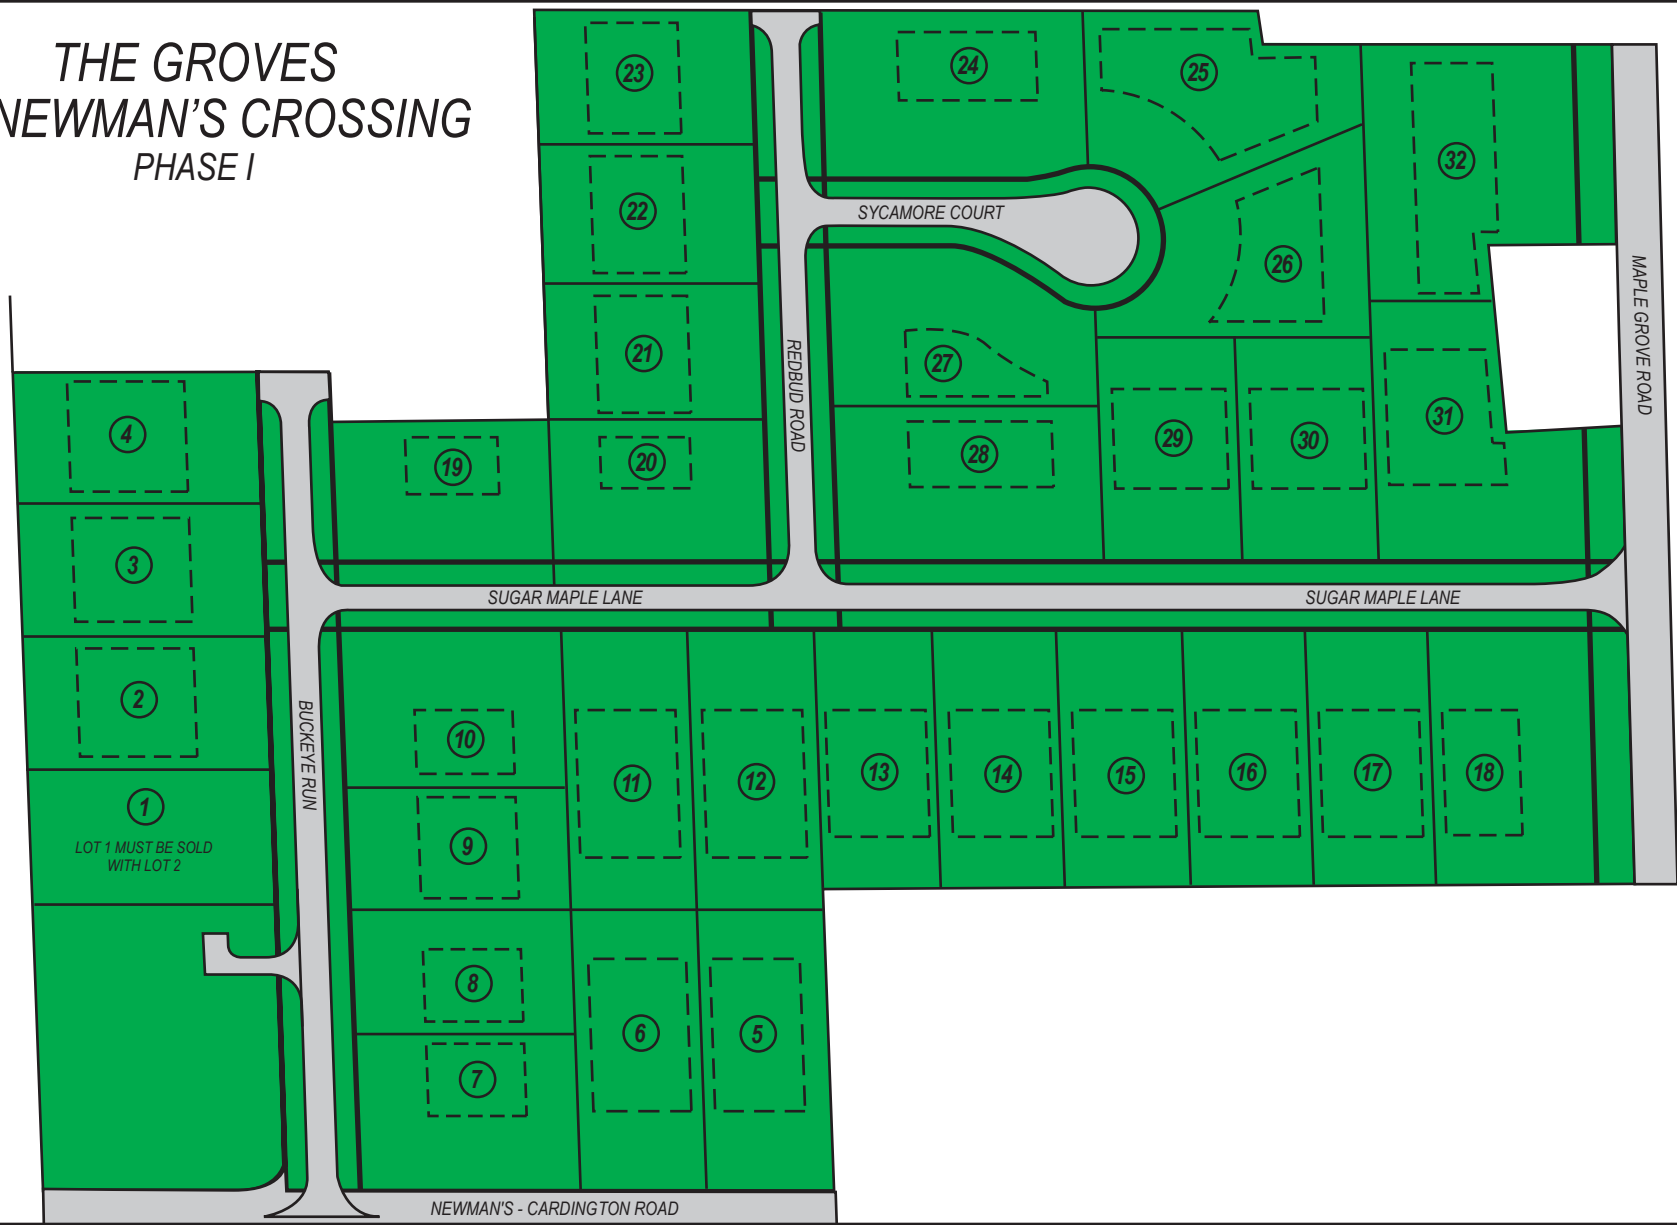 THE GROVES
NEWMAN'S CROSSING
PHASE I
23
24
25
22
32
SYCAMORE COURT
26
MAPLE GROVE ROAD
21
REDBUD ROAD
27
4
19
20
28
29
30
31
3
SUGAR MAPLE LANE
SUGAR MAPLE LANE
2
BUCKEYE RUN
10
11
12
13
14
15
16
17
18
1
LOT 1 MUST BE SOLD
WITH LOT 2
9
8
6
5
7
NEWMAN'S - CARDINGTON ROAD